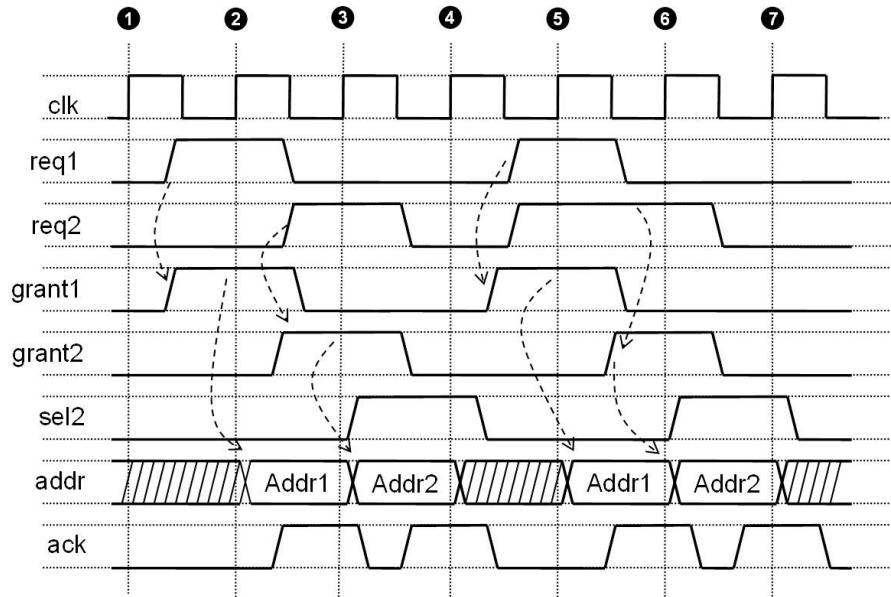 1 2 3 4 5 6 7
clk
req1
req2
grant1
grant2
sel2
addr Addr1 Addr2 Addr1 Addr2
ack